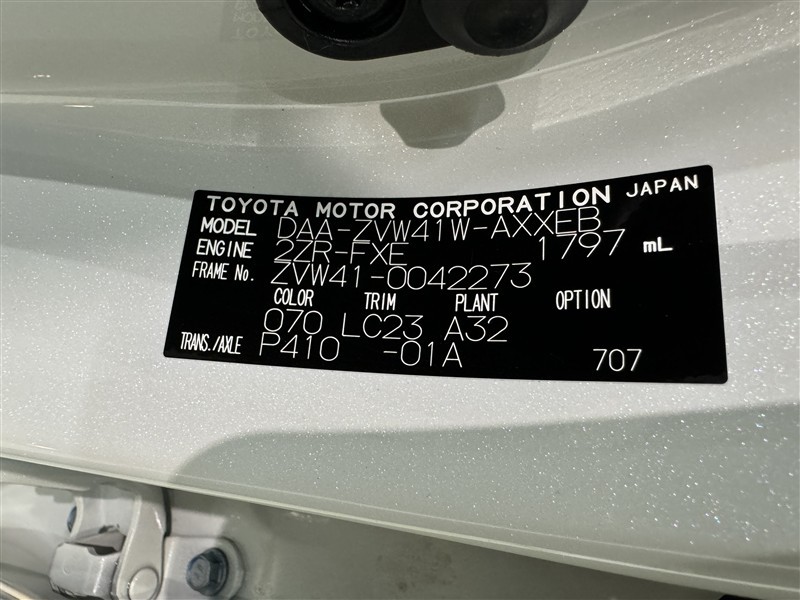 TOYOTA MOTOR CORPORATION JAPAN
MODEL DAA-ZVW41W-AXXEB
ENGINE 2ZR-FXE 1797 mL
FRAME No. ZVW41-0042273
COLOR TRIM PLANT OPTION
070 LC23 A32
TRANS./AXLE P410 -01A 707